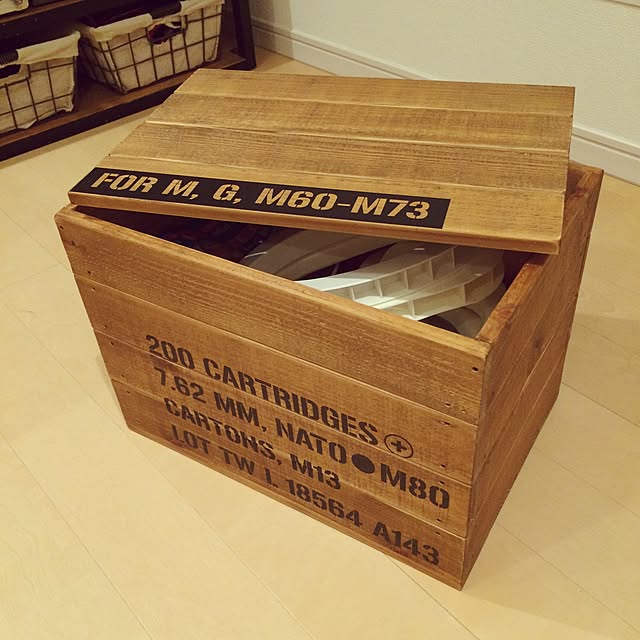 FOR M, G, M60-M73
200 CARTRIDGES
7.62 MM, NATO M80
CARTONS, M13
LOT TW L 18564 A143